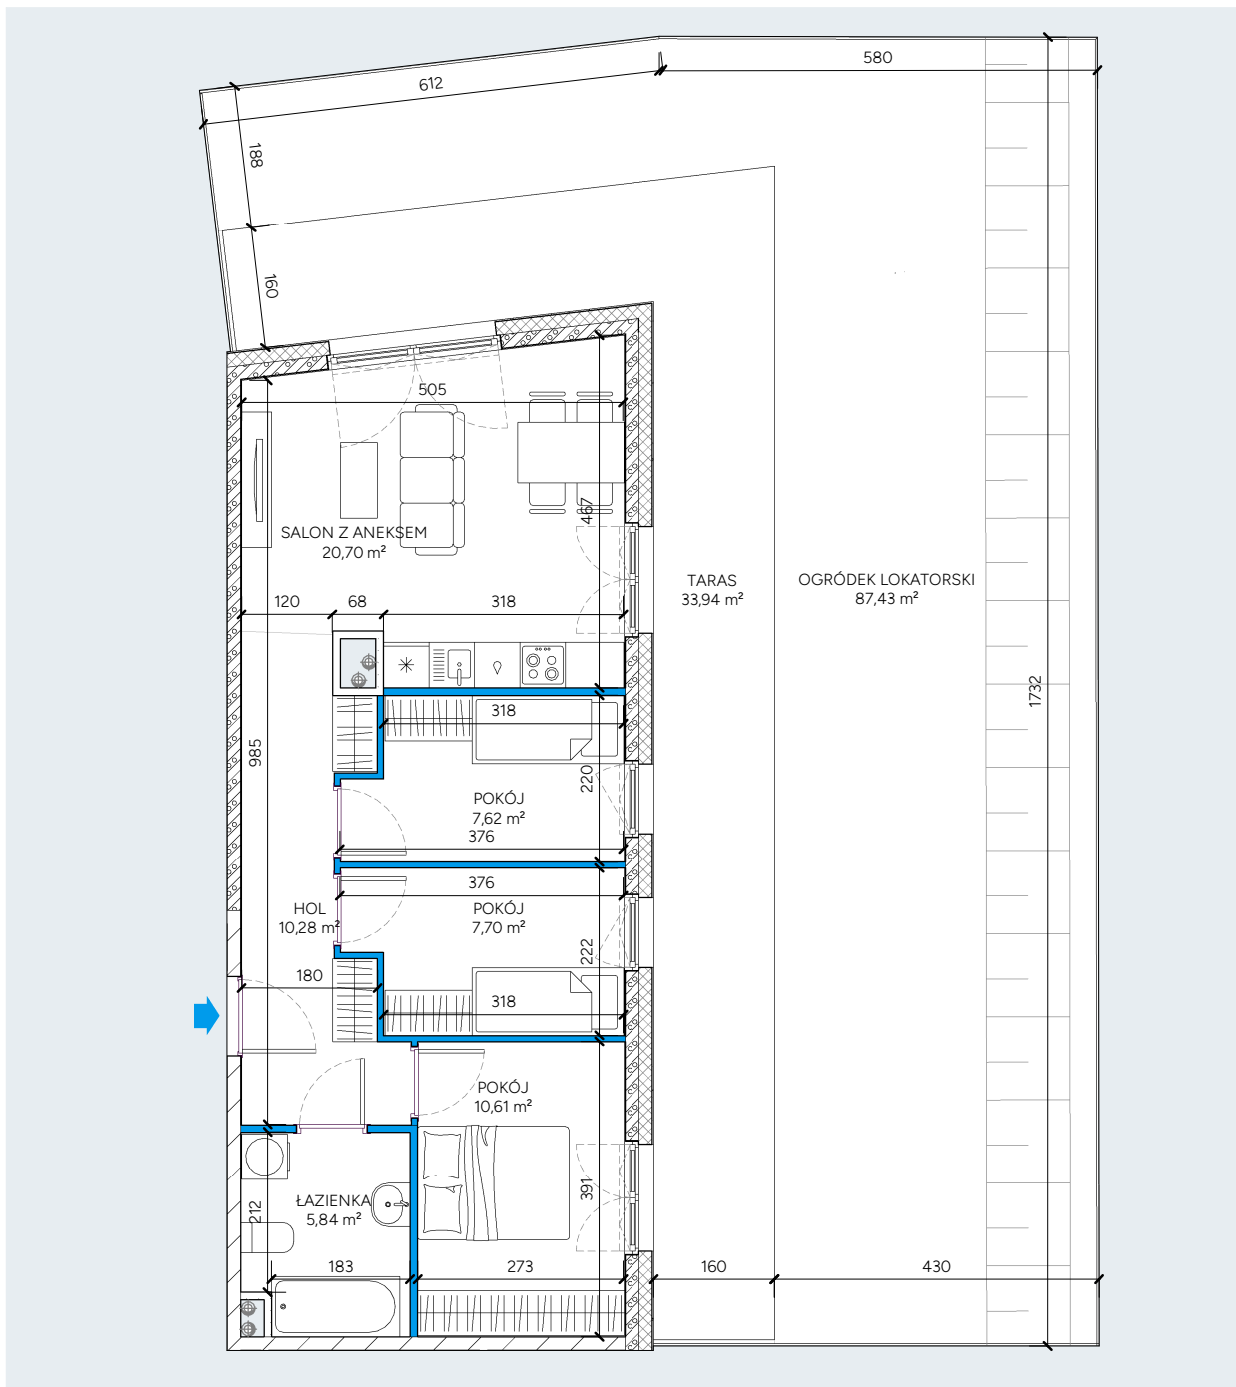 612
580
188
160
505
467
SALON Z ANEKSEM
20,70 m²
120
68
318
TARAS
33,94 m²
OGRÓDEK LOKATORSKI
87,43 m²
1732
985
318
220
POKÓJ
7,62 m²
376
376
HOL
10,28 m²
POKÓJ
7,70 m²
222
180
318
POKÓJ
10,61 m²
391
212
ŁAZIENKA
5,84 m²
183
273
160
430